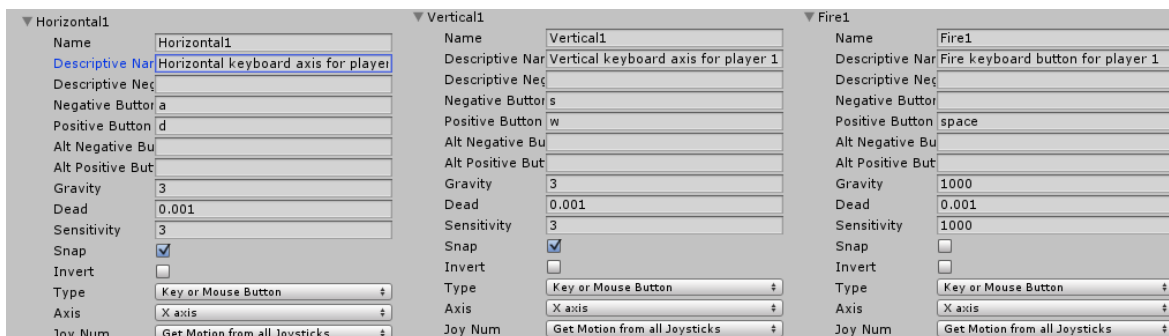 Horizontal1
Name Horizontal1
Descriptive Nar Horizontal keyboard axis for player
Descriptive Neg
Negative Button a
Positive Button d
Alt Negative Bu
Alt Positive But
Gravity 3
Dead 0.001
Sensitivity 3
Snap
Invert
Type Key or Mouse Button
Axis X axis
Joy Num Get Motion from all Joysticks
Vertical1
Name Vertical1
Descriptive Nar Vertical keyboard axis for player 1
Descriptive Neg
Negative Button s
Positive Button w
Alt Negative Bu
Alt Positive But
Gravity 3
Dead 0.001
Sensitivity 3
Snap
Invert
Type Key or Mouse Button
Axis X axis
Joy Num Get Motion from all Joysticks
Fire1
Name Fire1
Descriptive Nar Fire keyboard button for player 1
Descriptive Neg
Negative Button
Positive Button space
Alt Negative Bu
Alt Positive But
Gravity 1000
Dead 0.001
Sensitivity 1000
Snap
Invert
Type Key or Mouse Button
Axis X axis
Joy Num Get Motion from all Joysticks